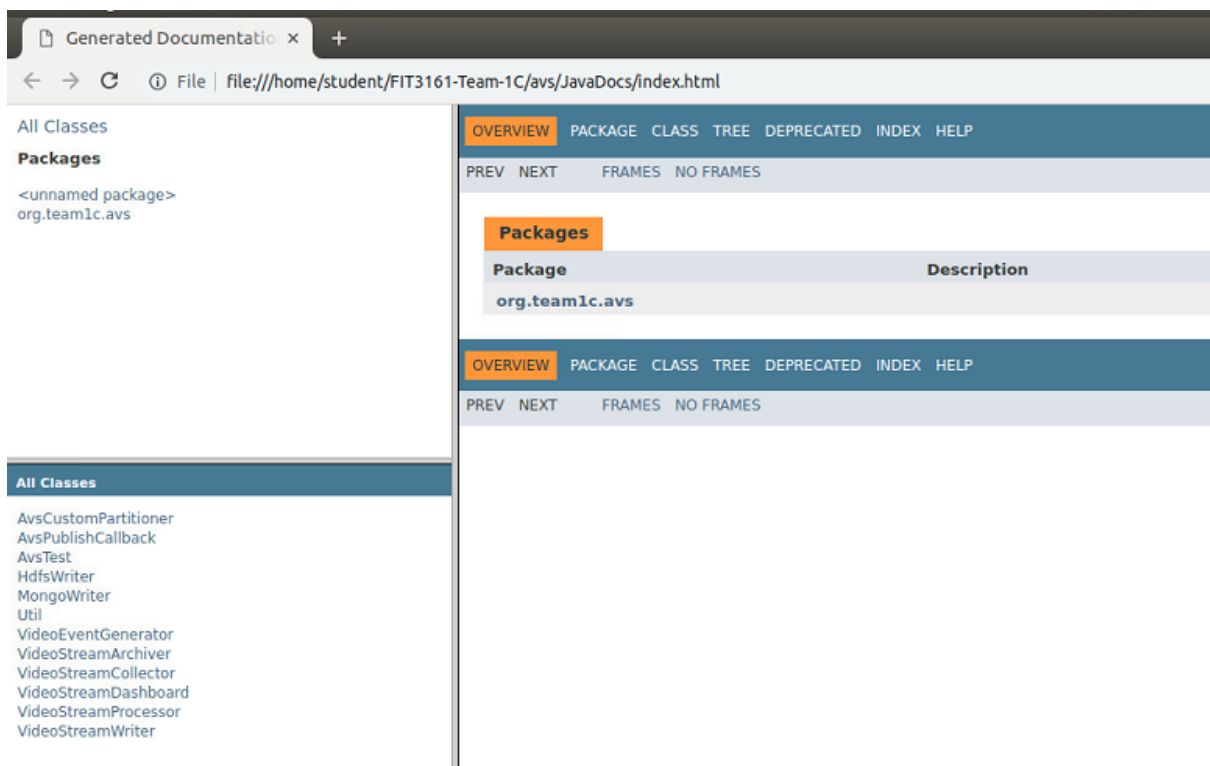 Generated Documentatio × +
File | file:///home/student/FIT3161-Team-1C/avs/JavaDocs/index.html
All Classes
Packages
<unnamed package>
org.team1c.avs
All Classes
AvsCustomPartitioner
AvsPublishCallback
AvsTest
HdfsWriter
MongoWriter
Util
VideoEventGenerator
VideoStreamArchiver
VideoStreamCollector
VideoStreamDashboard
VideoStreamProcessor
VideoStreamWriter
OVERVIEW PACKAGE CLASS TREE DEPRECATED INDEX HELP
PREV NEXT FRAMES NO FRAMES
Packages
Package Description
org.team1c.avs
OVERVIEW PACKAGE CLASS TREE DEPRECATED INDEX HELP
PREV NEXT FRAMES NO FRAMES